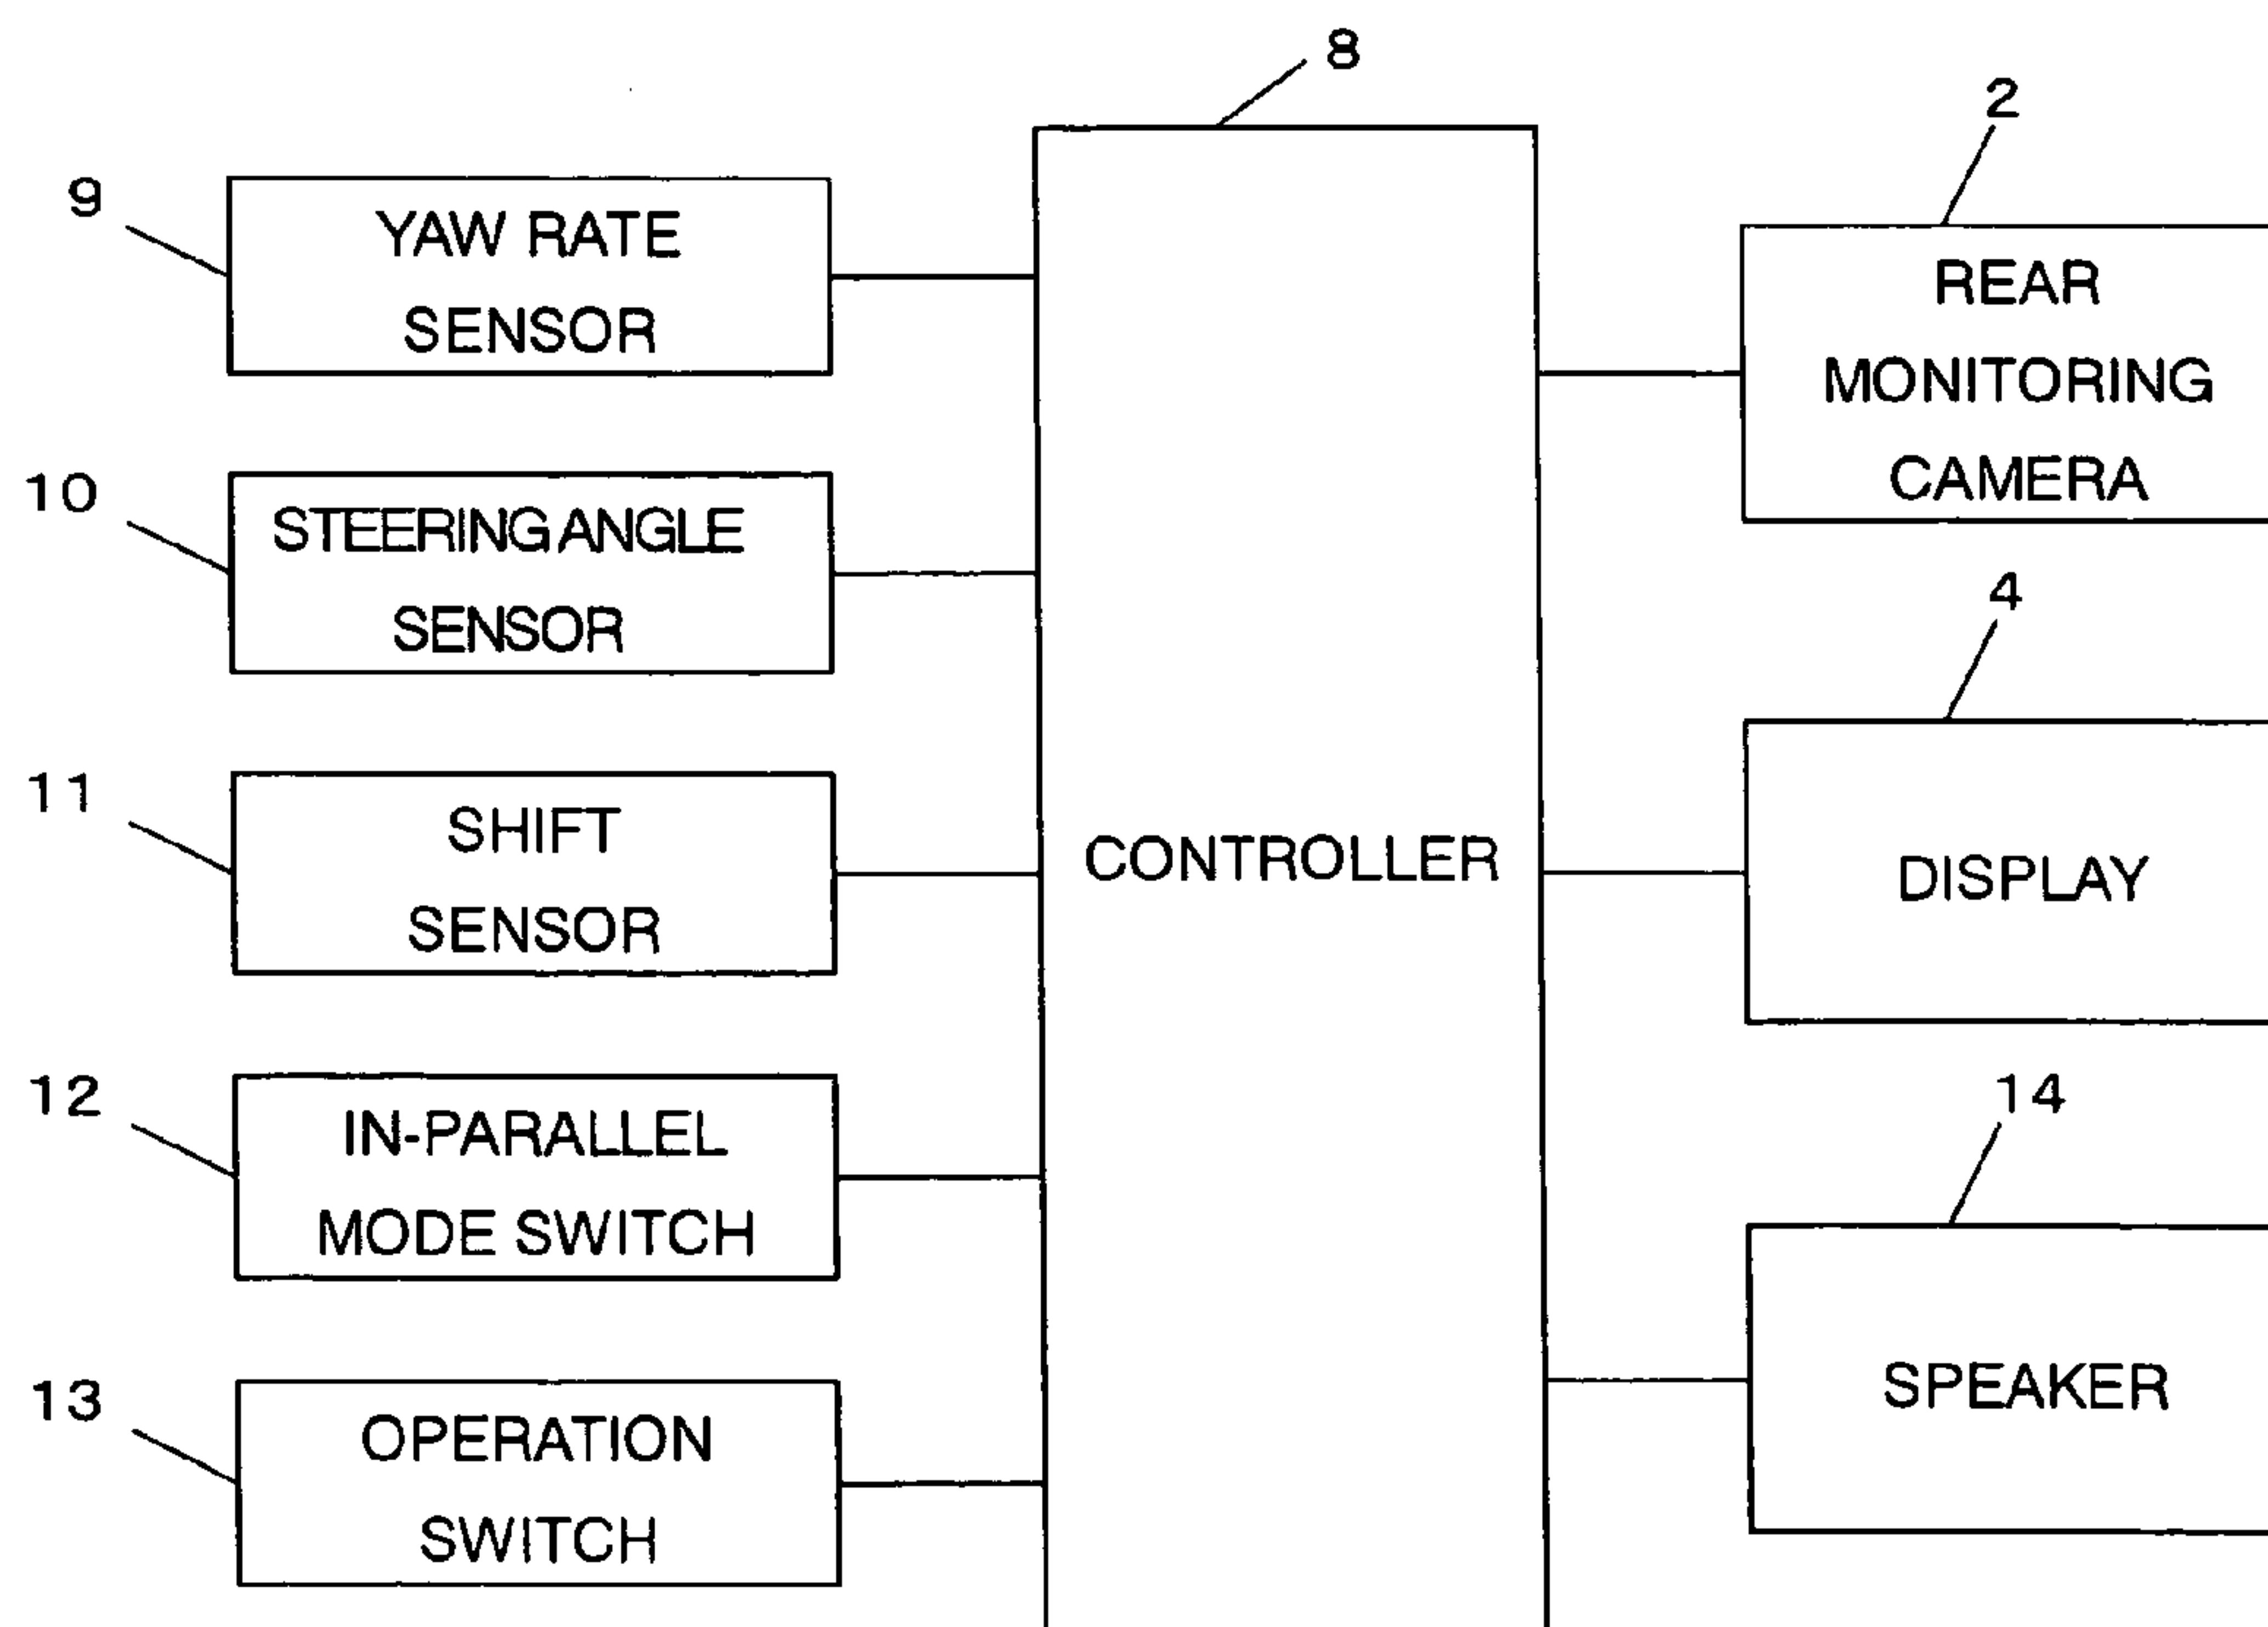 8
2
9
YAW RATE
SENSOR
REAR
MONITORING
CAMERA
10
STEERING ANGLE
SENSOR
4
11
SHIFT
SENSOR
CONTROLLER
DISPLAY
12
IN-PARALLEL
MODE SWITCH
14
13
OPERATION
SWITCH
SPEAKER